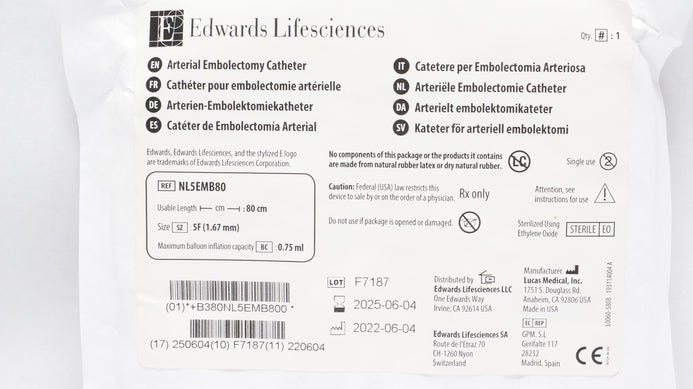 Edwards Lifesciences
Qty. # : 1
EN Arterial Embolectomy Catheter
FR Cathéter pour embolectomie artérielle
DE Arterien-Embolektomiekatheter
ES Catéter de Embolectomía Arterial
IT Catetere per Embolectomia Arteriosa
NL Arteriële Embolectomie Catheter
DA Arterielt embolektomikateter
SV Kateter för arteriell embolektomi
Edwards, Edwards Lifesciences, and the stylized E logo
are trademarks of Edwards Lifesciences Corporation.
REF NL5EMB80
Usable Length cm : 80 cm
Size SZ 5F (1.67 mm)
Maximum balloon inflation capacity BC : 0.75 ml
No components of this package or the products it contains
are made from natural rubber latex or dry natural rubber.
Caution: Federal (USA) law restricts this
device to sale by or on the order of a physician.
Rx only
Do not use if package is opened or damaged.
Single use 2
Attention, see
instructions for use
Sterilized Using
Ethylene Oxide
STERILE EO
(01)*+B380NL5EMB800 *
(17) 250604(10) F7187(11) 220604
LOT F7187
2025-06-04
2022-06-04
Distributed by
Edwards Lifesciences LLC
One Edwards Way
Irvine, CA 92614 USA
Edwards Lifesciences SA
Route de l'Etraz 70
CH-1260 Nyon
Switzerland
Manufacturer
Lucas Medical, Inc.
1751 S. Douglass Rd.
Anaheim, CA 92806 USA
Made in USA
EC REP
GPM. S.L
Gerifalte 117
28232
Madrid, Spain
CE